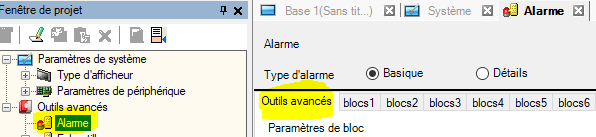 Fenêtre de projet
Paramètres de système
Type d'afficheur
Paramètres de périphérique
Outils avancés
Alarme
Base 1(Sans tit...)
Système
Alarme
Alarme
Type d'alarme
Basique
Détails
Outils avancés
blocs1
blocs2
blocs3
blocs4
blocs5
blocs6
Paramètres de bloc